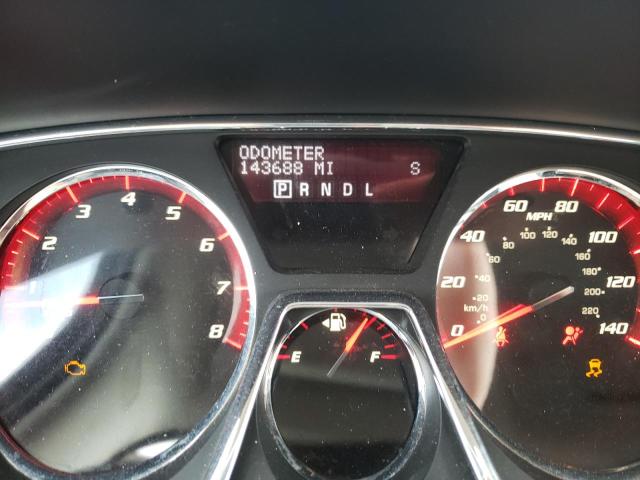 ODOMETER
143688 MI S
P R N D L
1 2 3 4 5 6 7 8
0 20 40 60 80 100 120 140
MPH
0 20 40 60 80 100 120 140 160 180 200 220
km/h
E F